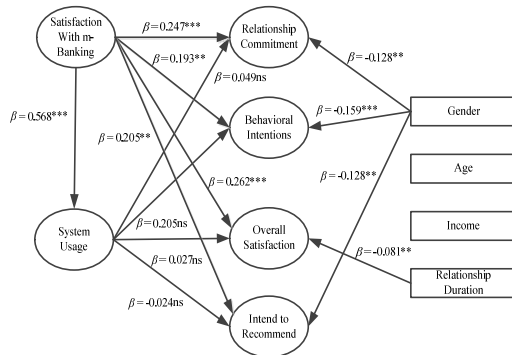 Satisfaction
With m-
Banking
β=0.247***
Relationship
Commitment
β=0.193**
β=0.049ns
β=-0.128**
β=0.568***
β=0.205**
Behavioral
Intentions
β=-0.159***
Gender
β=-0.128**
Age
β=0.262***
System
Usage
β=0.205ns
Overall
Satisfaction
Income
β=0.027ns
β=-0.081**
Relationship
Duration
β=-0.024ns
Intend to
Recommend